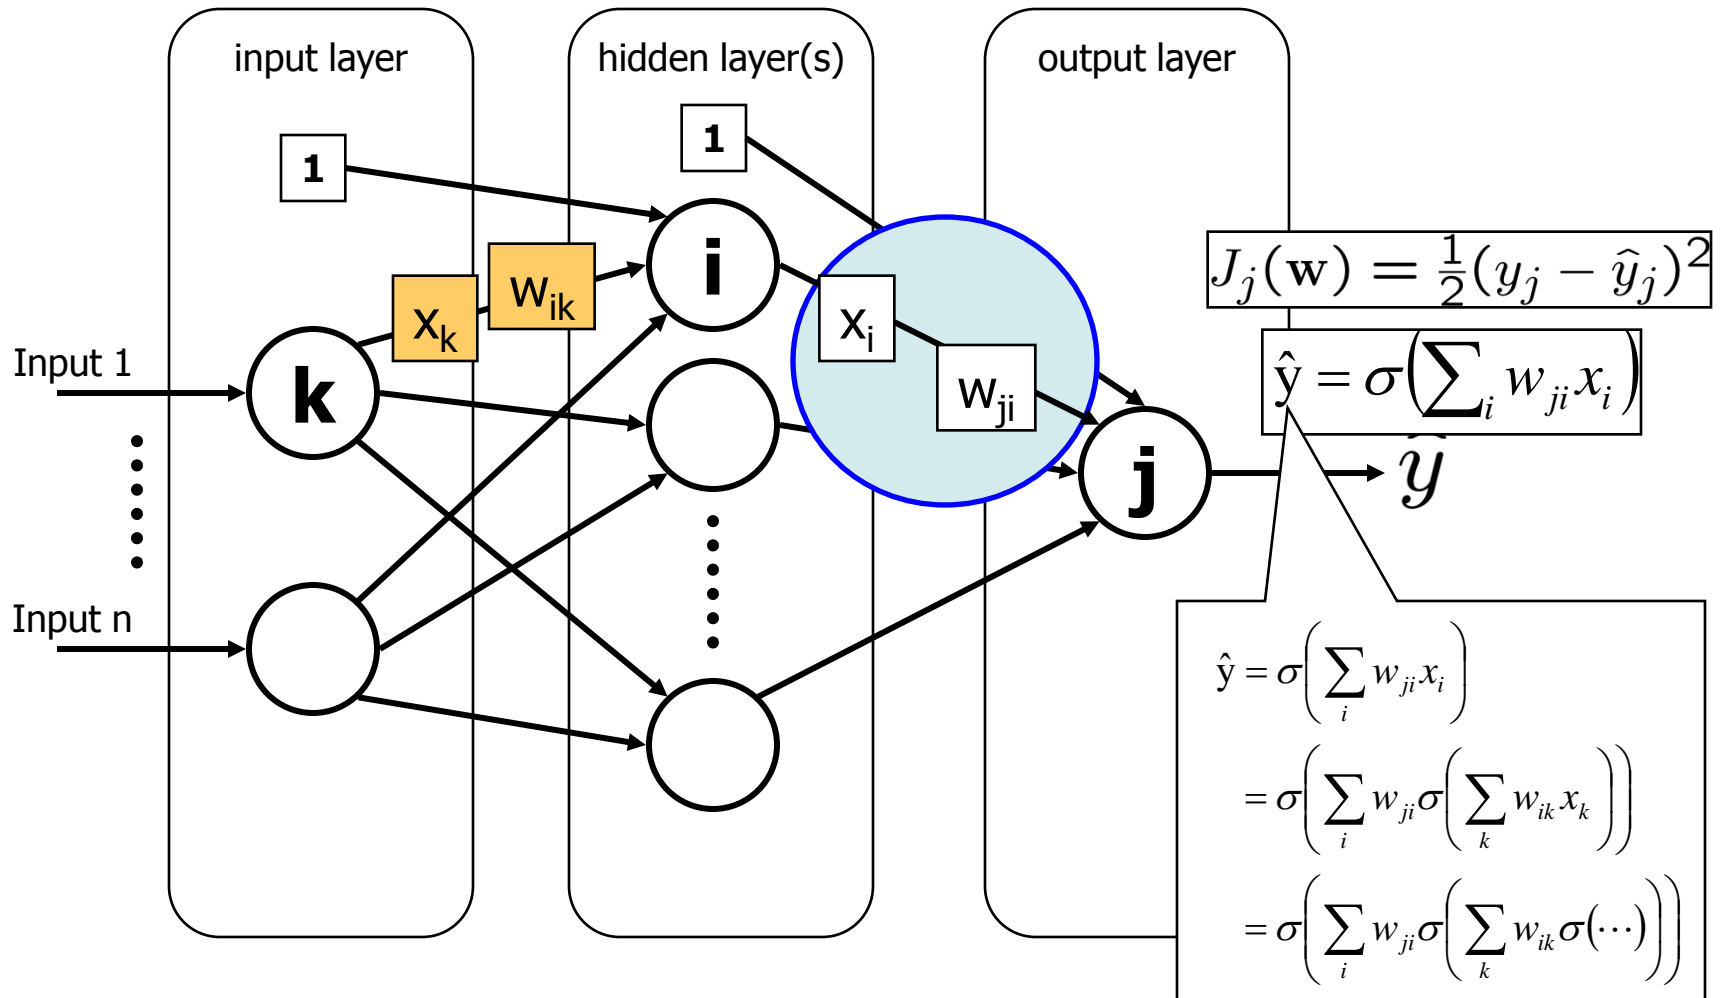 input layer
hidden layer(s)
output layer
1
1
i
x_k
w_ik
x_i
w_ji
J_j(w) = ½(y_j − ŷ_j)²
ŷ = σ(∑_i w_ji x_i)
Input 1
k
j
ŷ
Input n
ŷ = σ(∑_i w_ji x_i)
= σ(∑_i w_ji σ(∑_k w_ik x_k))
= σ(∑_i w_ji σ(∑_k w_ik σ(⋯)))